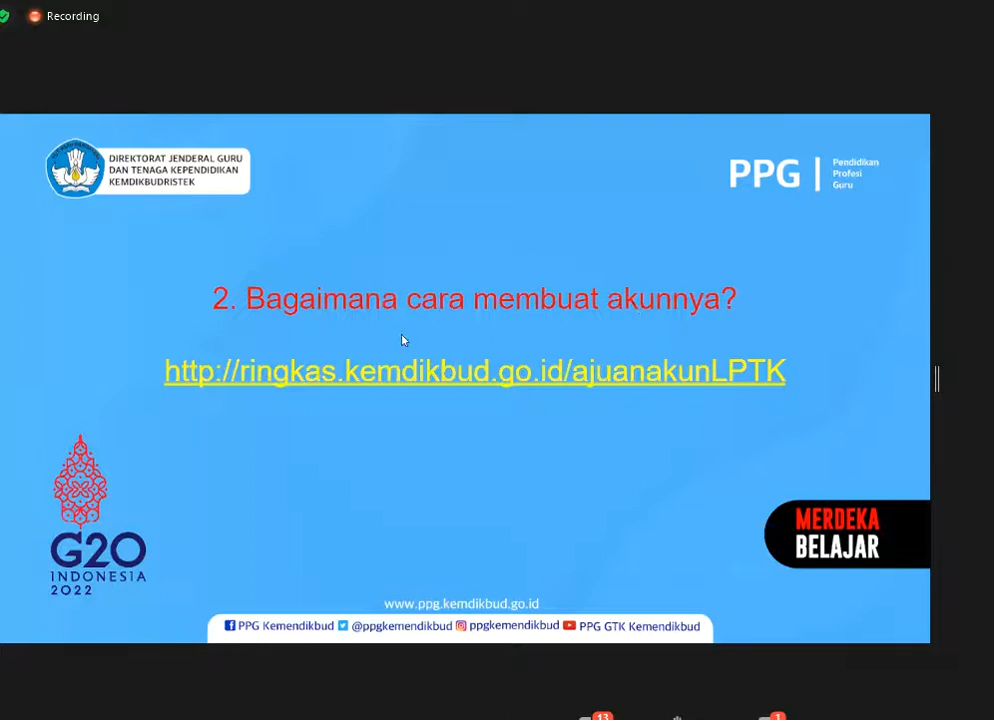 Recording
DIREKTORAT JENDERAL GURU
DAN TENAGA KEPENDIDIKAN
KEMDIKBUDRISTEK
PPG
Pendidikan
Profesi
Guru
2. Bagaimana cara membuat akunnya?
http://ringkas.kemdikbud.go.id/ajuanakunLPTK
G20
INDONESIA
2022
MERDEKA
BELAJAR
www.ppg.kemdikbud.go.id
PPG Kemendikbud @ppgkemendikbud ppgkemendikbud PPG GTK Kemendikbud
13
1